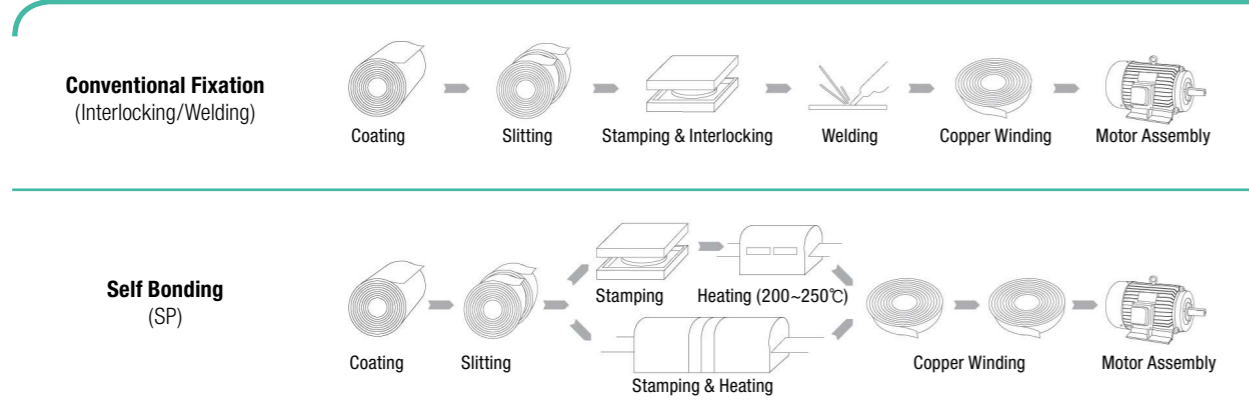 Conventional Fixation
(Interlocking/Welding)
Coating
Slitting
Stamping & Interlocking
Welding
Copper Winding
Motor Assembly
Self Bonding
(SP)
Stamping
Heating (200~250℃)
Coating
Slitting
Stamping & Heating
Copper Winding
Motor Assembly